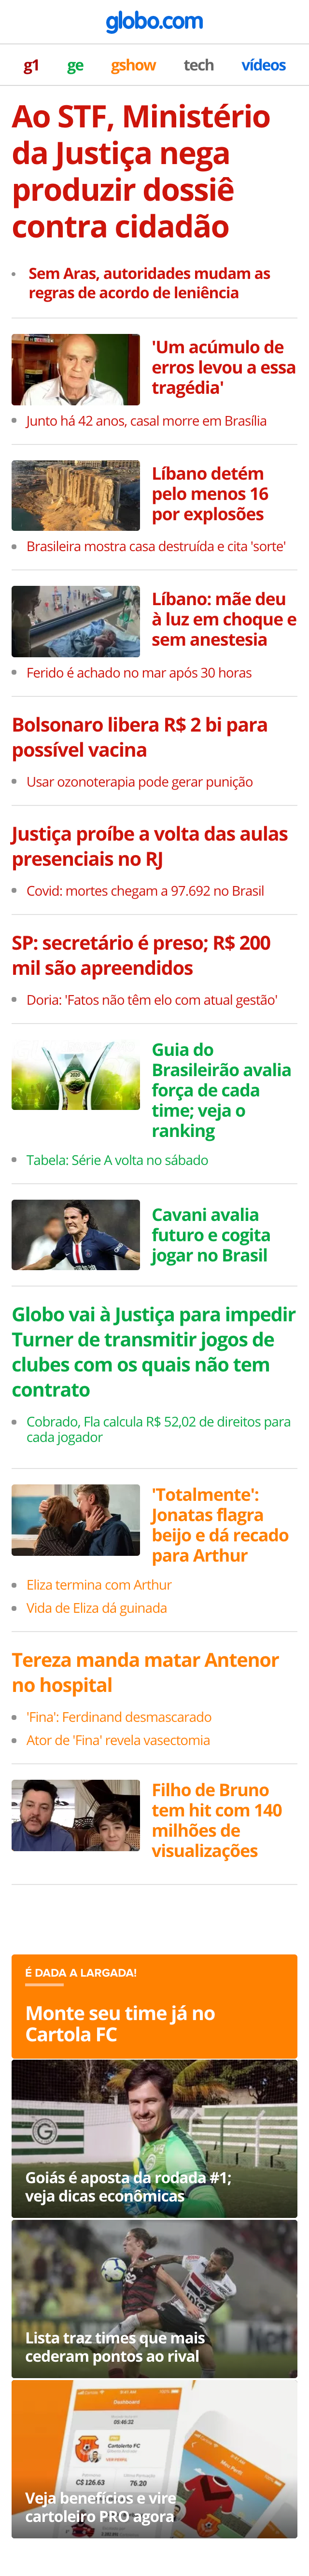 globo.com
g1 ge gshow tech vídeos
Ao STF, Ministério
da Justiça nega
produzir dossiê
contra cidadão
Sem Aras, autoridades mudam as
regras de acordo de leniência
'Um acúmulo de
erros levou a essa
tragédia'
Junto há 42 anos, casal morre em Brasília
Líbano detém
pelo menos 16
por explosões
Brasileira mostra casa destruída e cita 'sorte'
Líbano: mãe deu
à luz em choque e
sem anestesia
Ferido é achado no mar após 30 horas
Bolsonaro libera R$ 2 bi para
possível vacina
Usar ozonoterapia pode gerar punição
Justiça proíbe a volta das aulas
presenciais no RJ
Covid: mortes chegam a 97.692 no Brasil
SP: secretário é preso; R$ 200
mil são apreendidos
Doria: 'Fatos não têm elo com atual gestão'
2020
Guia do
Brasileirão avalia
força de cada
time; veja o
ranking
Tabela: Série A volta no sábado
Cavani avalia
futuro e cogita
jogar no Brasil
Globo vai à Justiça para impedir
Turner de transmitir jogos de
clubes com os quais não tem
contrato
Cobrado, Fla calcula R$ 52,02 de direitos para
cada jogador
'Totalmente':
Jonatas flagra
beijo e dá recado
para Arthur
Eliza termina com Arthur
Vida de Eliza dá guinada
Tereza manda matar Antenor
no hospital
'Fina': Ferdinand desmascarado
Ator de 'Fina' revela vasectomia
Filho de Bruno
tem hit com 140
milhões de
visualizações
É DADA A LARGADA!
Monte seu time já no
Cartola FC
Goiás é aposta da rodada #1;
veja dicas econômicas
Lista traz times que mais
cederam pontos ao rival
Dashboard
03:46:32
Cartoleto FC
C$ 126.63
76.20
Veja benefícios e vire
cartoleiro PRO agora